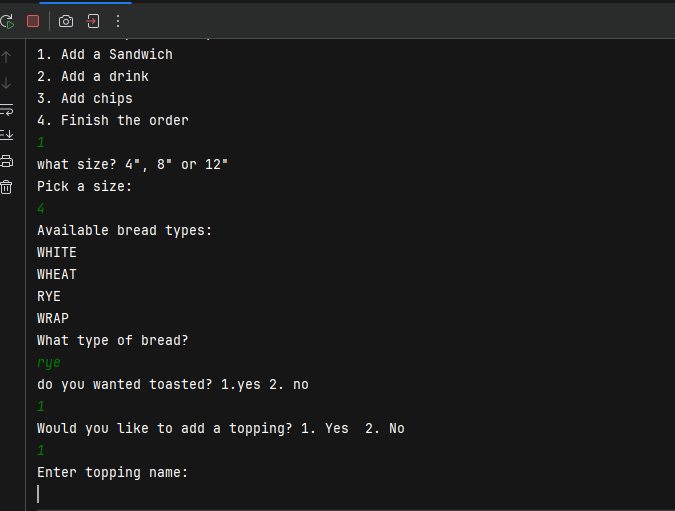 1. Add a Sandwich
2. Add a drink
3. Add chips
4. Finish the order
1
what size? 4", 8" or 12"
Pick a size:
4
Available bread types:
WHITE
WHEAT
RYE
WRAP
What type of bread?
rye
do you wanted toasted? 1.yes 2. no
1
Would you like to add a topping? 1. Yes  2. No
1
Enter topping name: